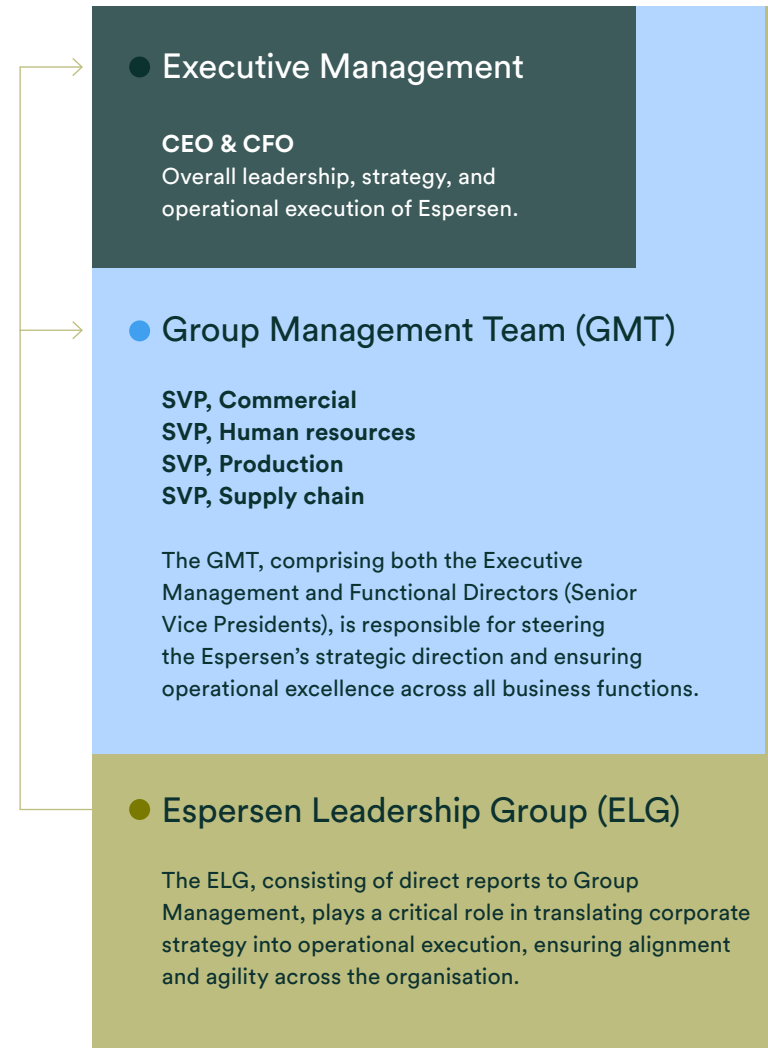 Executive Management
CEO & CFO
Overall leadership, strategy, and
operational execution of Espersen.
Group Management Team (GMT)
SVP, Commercial
SVP, Human resources
SVP, Production
SVP, Supply chain
The GMT, comprising both the Executive
Management and Functional Directors (Senior
Vice Presidents), is responsible for steering
the Espersen’s strategic direction and ensuring
operational excellence across all business functions.
Espersen Leadership Group (ELG)
The ELG, consisting of direct reports to Group
Management, plays a critical role in translating corporate
strategy into operational execution, ensuring alignment
and agility across the organisation.